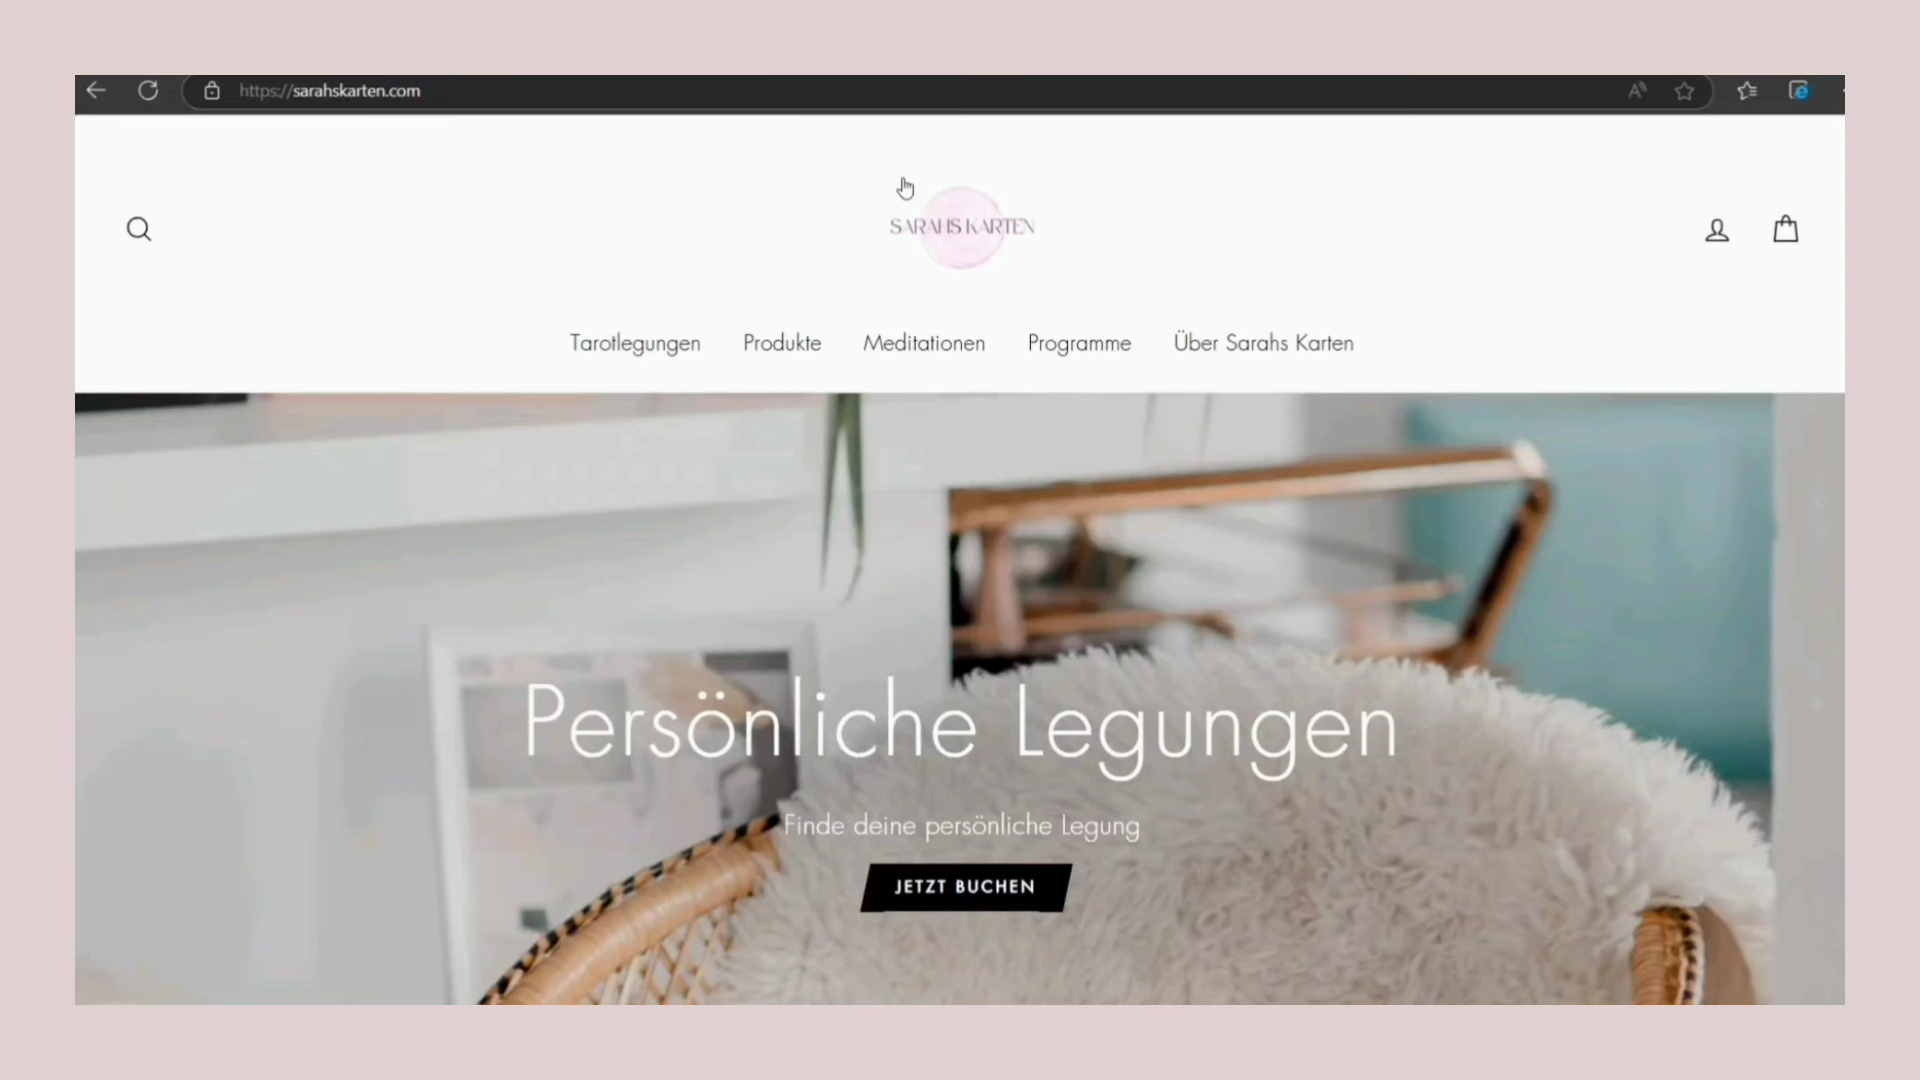 https://sarahskarten.com
SARAHS KARTEN
Tarotlegungen Produkte Meditationen Programme Über Sarahs Karten
Persönliche Legungen
Finde deine persönliche Legung
JETZT BUCHEN